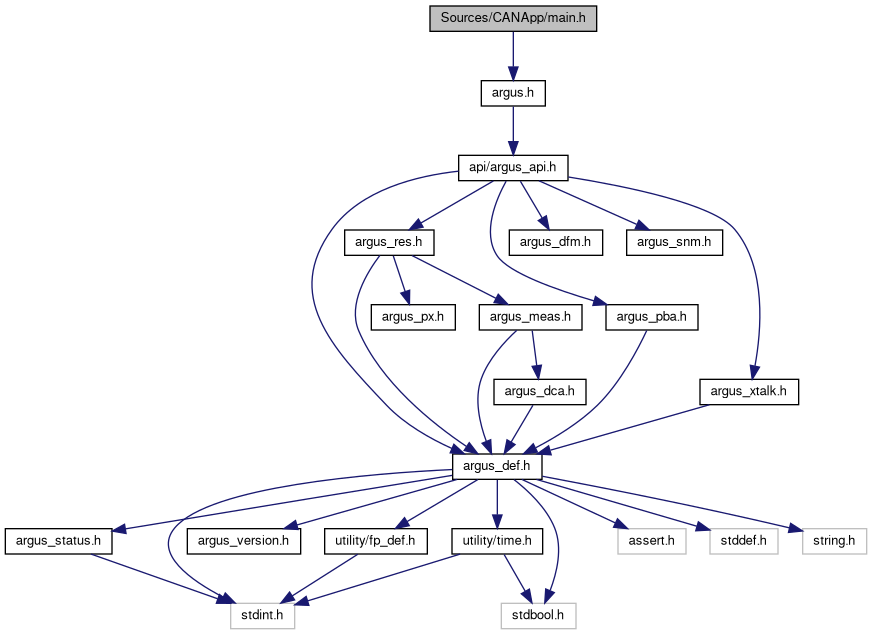 Sources/CANApp/main.h
argus.h
api/argus_api.h
argus_res.h
argus_dfm.h
argus_snm.h
argus_px.h
argus_meas.h
argus_pba.h
argus_dca.h
argus_xtalk.h
argus_def.h
argus_status.h
argus_version.h
utility/fp_def.h
utility/time.h
assert.h
stddef.h
string.h
stdint.h
stdbool.h